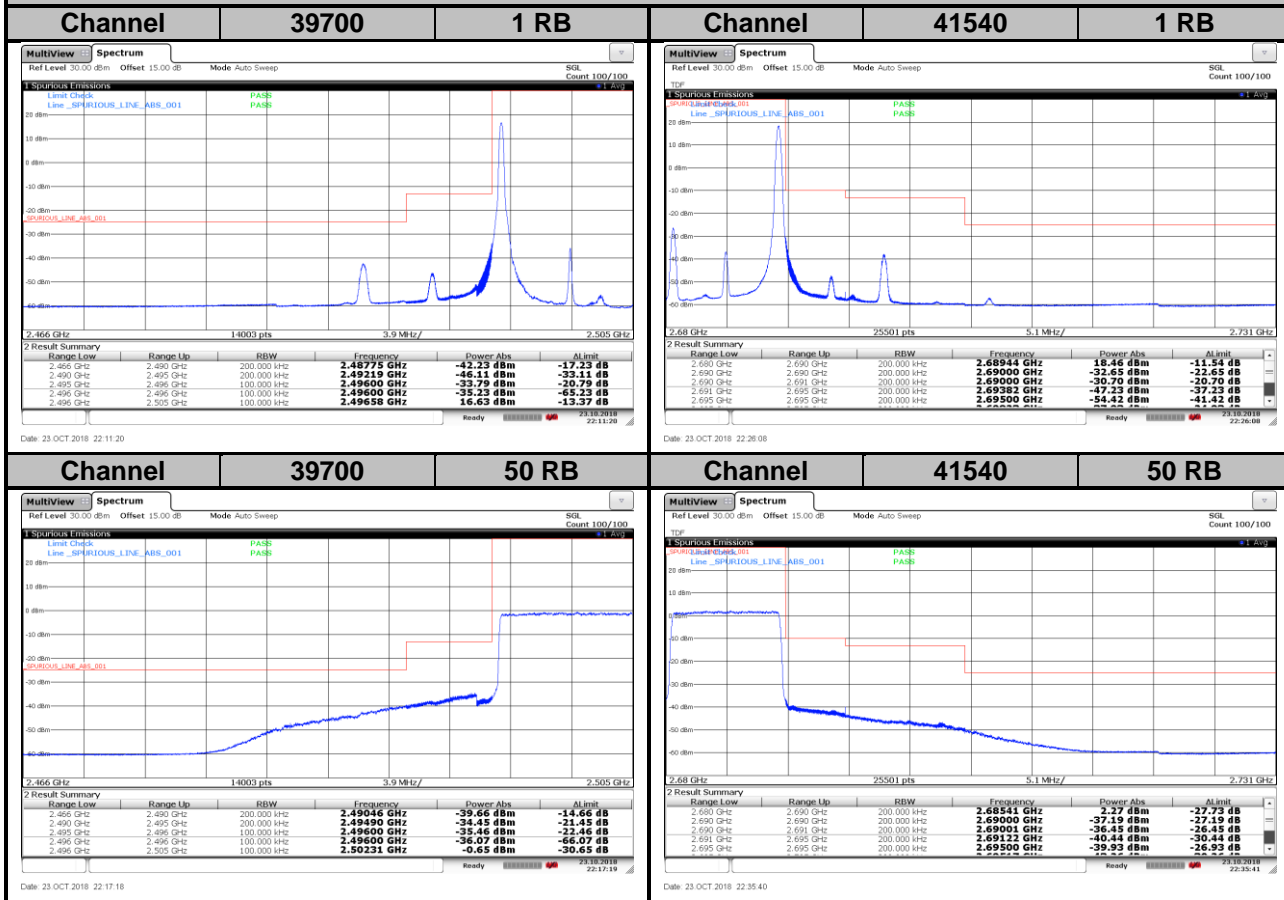 Channel 39700 1 RB
MultiView Spectrum
Ref Level 30.00 dBm Offset 15.00 dB Mode Auto Sweep SGL
Count 100/100
1 Spurious Emissions 1 Avg
Limit Check PASS
Line _SPURIOUS_LINE_ABS_001 PASS
20 dBm
10 dBm
0 dBm
-10 dBm
-20 dBm
_SPURIOUS_LINE_ABS_001
-30 dBm
-40 dBm
-50 dBm
-60 dBm
2.466 GHz 14003 pts 3.9 MHz/ 2.505 GHz
2 Result Summary
Range Low Range Up RBW Frequency Power Abs ΔLimit
2.466 GHz 2.490 GHz 200.000 kHz 2.48775 GHz -42.23 dBm -17.23 dB
2.490 GHz 2.495 GHz 200.000 kHz 2.49219 GHz -46.11 dBm -33.11 dB
2.495 GHz 2.496 GHz 100.000 kHz 2.49600 GHz -33.79 dBm -20.79 dB
2.496 GHz 2.496 GHz 100.000 kHz 2.49600 GHz -35.23 dBm -65.23 dB
2.496 GHz 2.505 GHz 100.000 kHz 2.49658 GHz 16.63 dBm -13.37 dB
Ready 23.10.2018
22:11:20
Date: 23.OCT.2018 22:11:20
Channel 41540 1 RB
MultiView Spectrum
Ref Level 30.00 dBm Offset 15.00 dB Mode Auto Sweep SGL
Count 100/100
TDF
1 Spurious Emissions 1 Avg
Limit Check PASS
Line _SPURIOUS_LINE_ABS_001 PASS
20 dBm
10 dBm
0 dBm
-10 dBm
-20 dBm
-30 dBm
-40 dBm
-50 dBm
-60 dBm
2.68 GHz 25501 pts 5.1 MHz/ 2.731 GHz
2 Result Summary
Range Low Range Up RBW Frequency Power Abs ΔLimit
2.680 GHz 2.690 GHz 200.000 kHz 2.68944 GHz 18.46 dBm -11.54 dB
2.690 GHz 2.690 GHz 200.000 kHz 2.69000 GHz -32.65 dBm -22.65 dB
2.690 GHz 2.691 GHz 200.000 kHz 2.69000 GHz -30.70 dBm -20.70 dB
2.691 GHz 2.695 GHz 200.000 kHz 2.69382 GHz -47.23 dBm -37.23 dB
2.695 GHz 2.695 GHz 200.000 kHz 2.69500 GHz -54.42 dBm -41.42 dB
Ready 23.10.2018
22:26:08
Date: 23.OCT.2018 22:26:08
Channel 39700 50 RB
MultiView Spectrum
Ref Level 30.00 dBm Offset 15.00 dB Mode Auto Sweep SGL
Count 100/100
1 Spurious Emissions 1 Avg
Limit Check PASS
Line _SPURIOUS_LINE_ABS_001 PASS
20 dBm
10 dBm
0 dBm
-10 dBm
-20 dBm
_SPURIOUS_LINE_ABS_001
-30 dBm
-40 dBm
-50 dBm
-60 dBm
2.466 GHz 14003 pts 3.9 MHz/ 2.505 GHz
2 Result Summary
Range Low Range Up RBW Frequency Power Abs ΔLimit
2.466 GHz 2.490 GHz 200.000 kHz 2.49046 GHz -39.66 dBm -14.66 dB
2.490 GHz 2.495 GHz 200.000 kHz 2.49490 GHz -34.45 dBm -21.45 dB
2.495 GHz 2.496 GHz 100.000 kHz 2.49600 GHz -35.46 dBm -22.46 dB
2.496 GHz 2.496 GHz 100.000 kHz 2.49600 GHz -36.07 dBm -66.07 dB
2.496 GHz 2.505 GHz 100.000 kHz 2.50231 GHz -0.65 dBm -30.65 dB
Ready 23.10.2018
22:17:19
Date: 23.OCT.2018 22:17:18
Channel 41540 50 RB
MultiView Spectrum
Ref Level 30.00 dBm Offset 15.00 dB Mode Auto Sweep SGL
Count 100/100
TDF
1 Spurious Emissions 1 Avg
Limit Check PASS
Line _SPURIOUS_LINE_ABS_001 PASS
20 dBm
10 dBm
0 dBm
-10 dBm
-20 dBm
-30 dBm
-40 dBm
-50 dBm
-60 dBm
2.68 GHz 25501 pts 5.1 MHz/ 2.731 GHz
2 Result Summary
Range Low Range Up RBW Frequency Power Abs ΔLimit
2.680 GHz 2.690 GHz 200.000 kHz 2.68541 GHz 2.27 dBm -27.73 dB
2.690 GHz 2.690 GHz 200.000 kHz 2.69000 GHz -37.19 dBm -27.19 dB
2.690 GHz 2.691 GHz 200.000 kHz 2.69001 GHz -36.45 dBm -26.45 dB
2.691 GHz 2.695 GHz 200.000 kHz 2.69122 GHz -40.44 dBm -30.44 dB
2.695 GHz 2.695 GHz 200.000 kHz 2.69500 GHz -39.93 dBm -26.93 dB
Ready 23.10.2018
22:35:41
Date: 23.OCT.2018 22:35:40